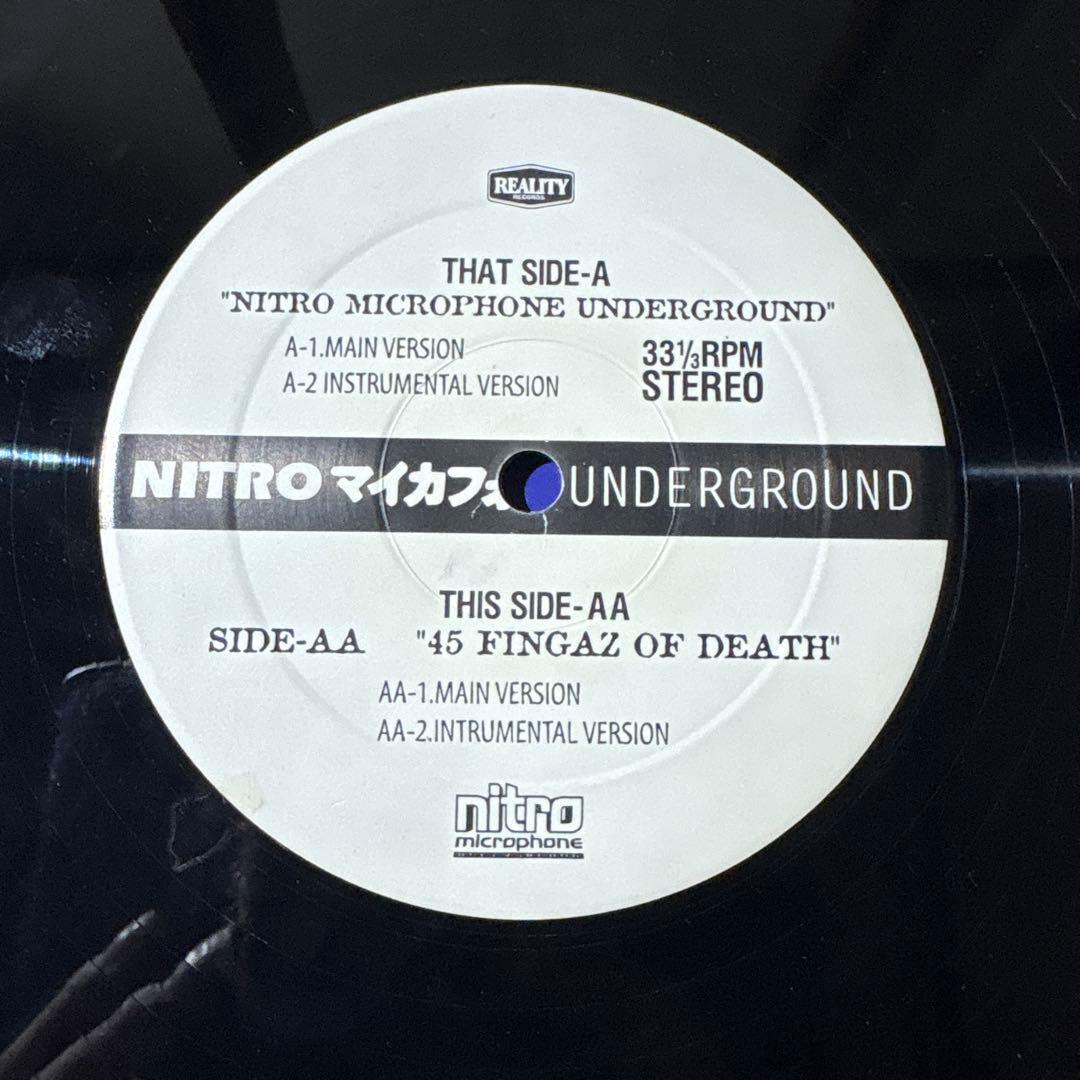 REALITY
RECORDS
THAT SIDE-A
"NITRO MICROPHONE UNDERGROUND"
A-1.MAIN VERSION
A-2 INSTRUMENTAL VERSION
33⅓RPM
STEREO
NITRO マイカフォ UNDERGROUND
THIS SIDE-AA
SIDE-AA "45 FINGAZ OF DEATH"
AA-1.MAIN VERSION
AA-2.INTRUMENTAL VERSION
nitro
microphone